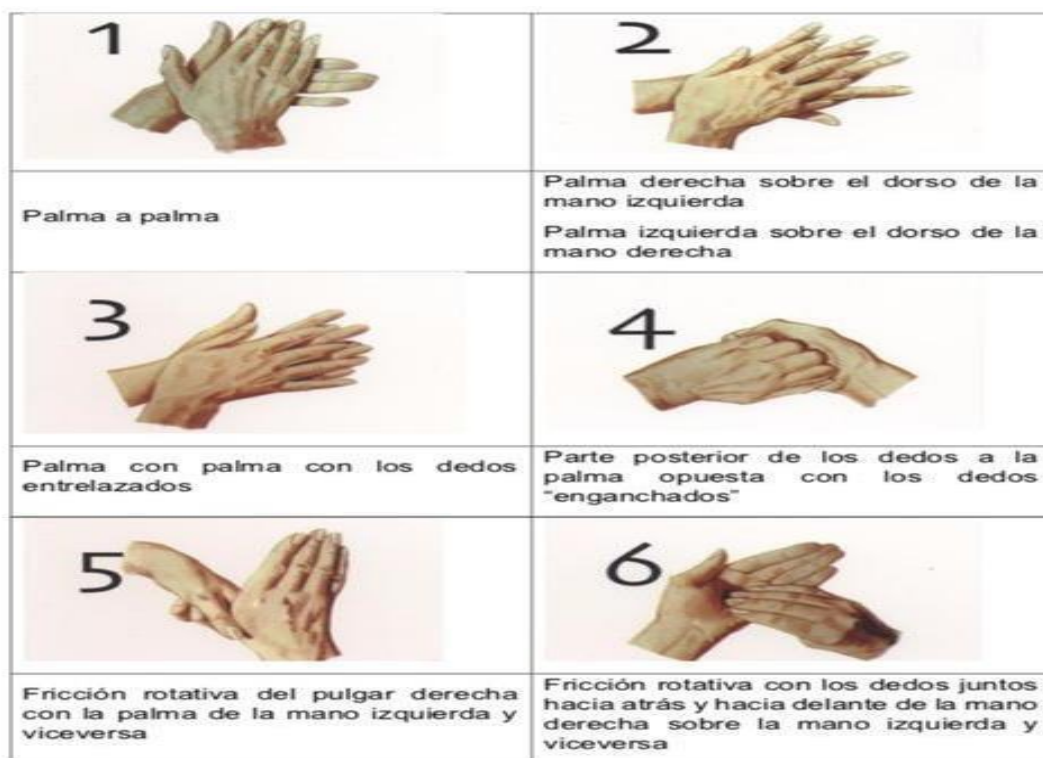 1
2
Palma a palma
Palma derecha sobre el dorso de la
mano izquierda
Palma izquierda sobre el dorso de la
mano derecha
3
4
Palma con palma con los dedos
entrelazados
Parte posterior de los dedos a la
palma opuesta con los dedos
"enganchados"
5
6
Fricción rotativa del pulgar derecha
con la palma de la mano izquierda y
viceversa
Fricción rotativa con los dedos juntos
hacia atrás y hacia delante de la mano
derecha sobre la mano izquierda y
viceversa